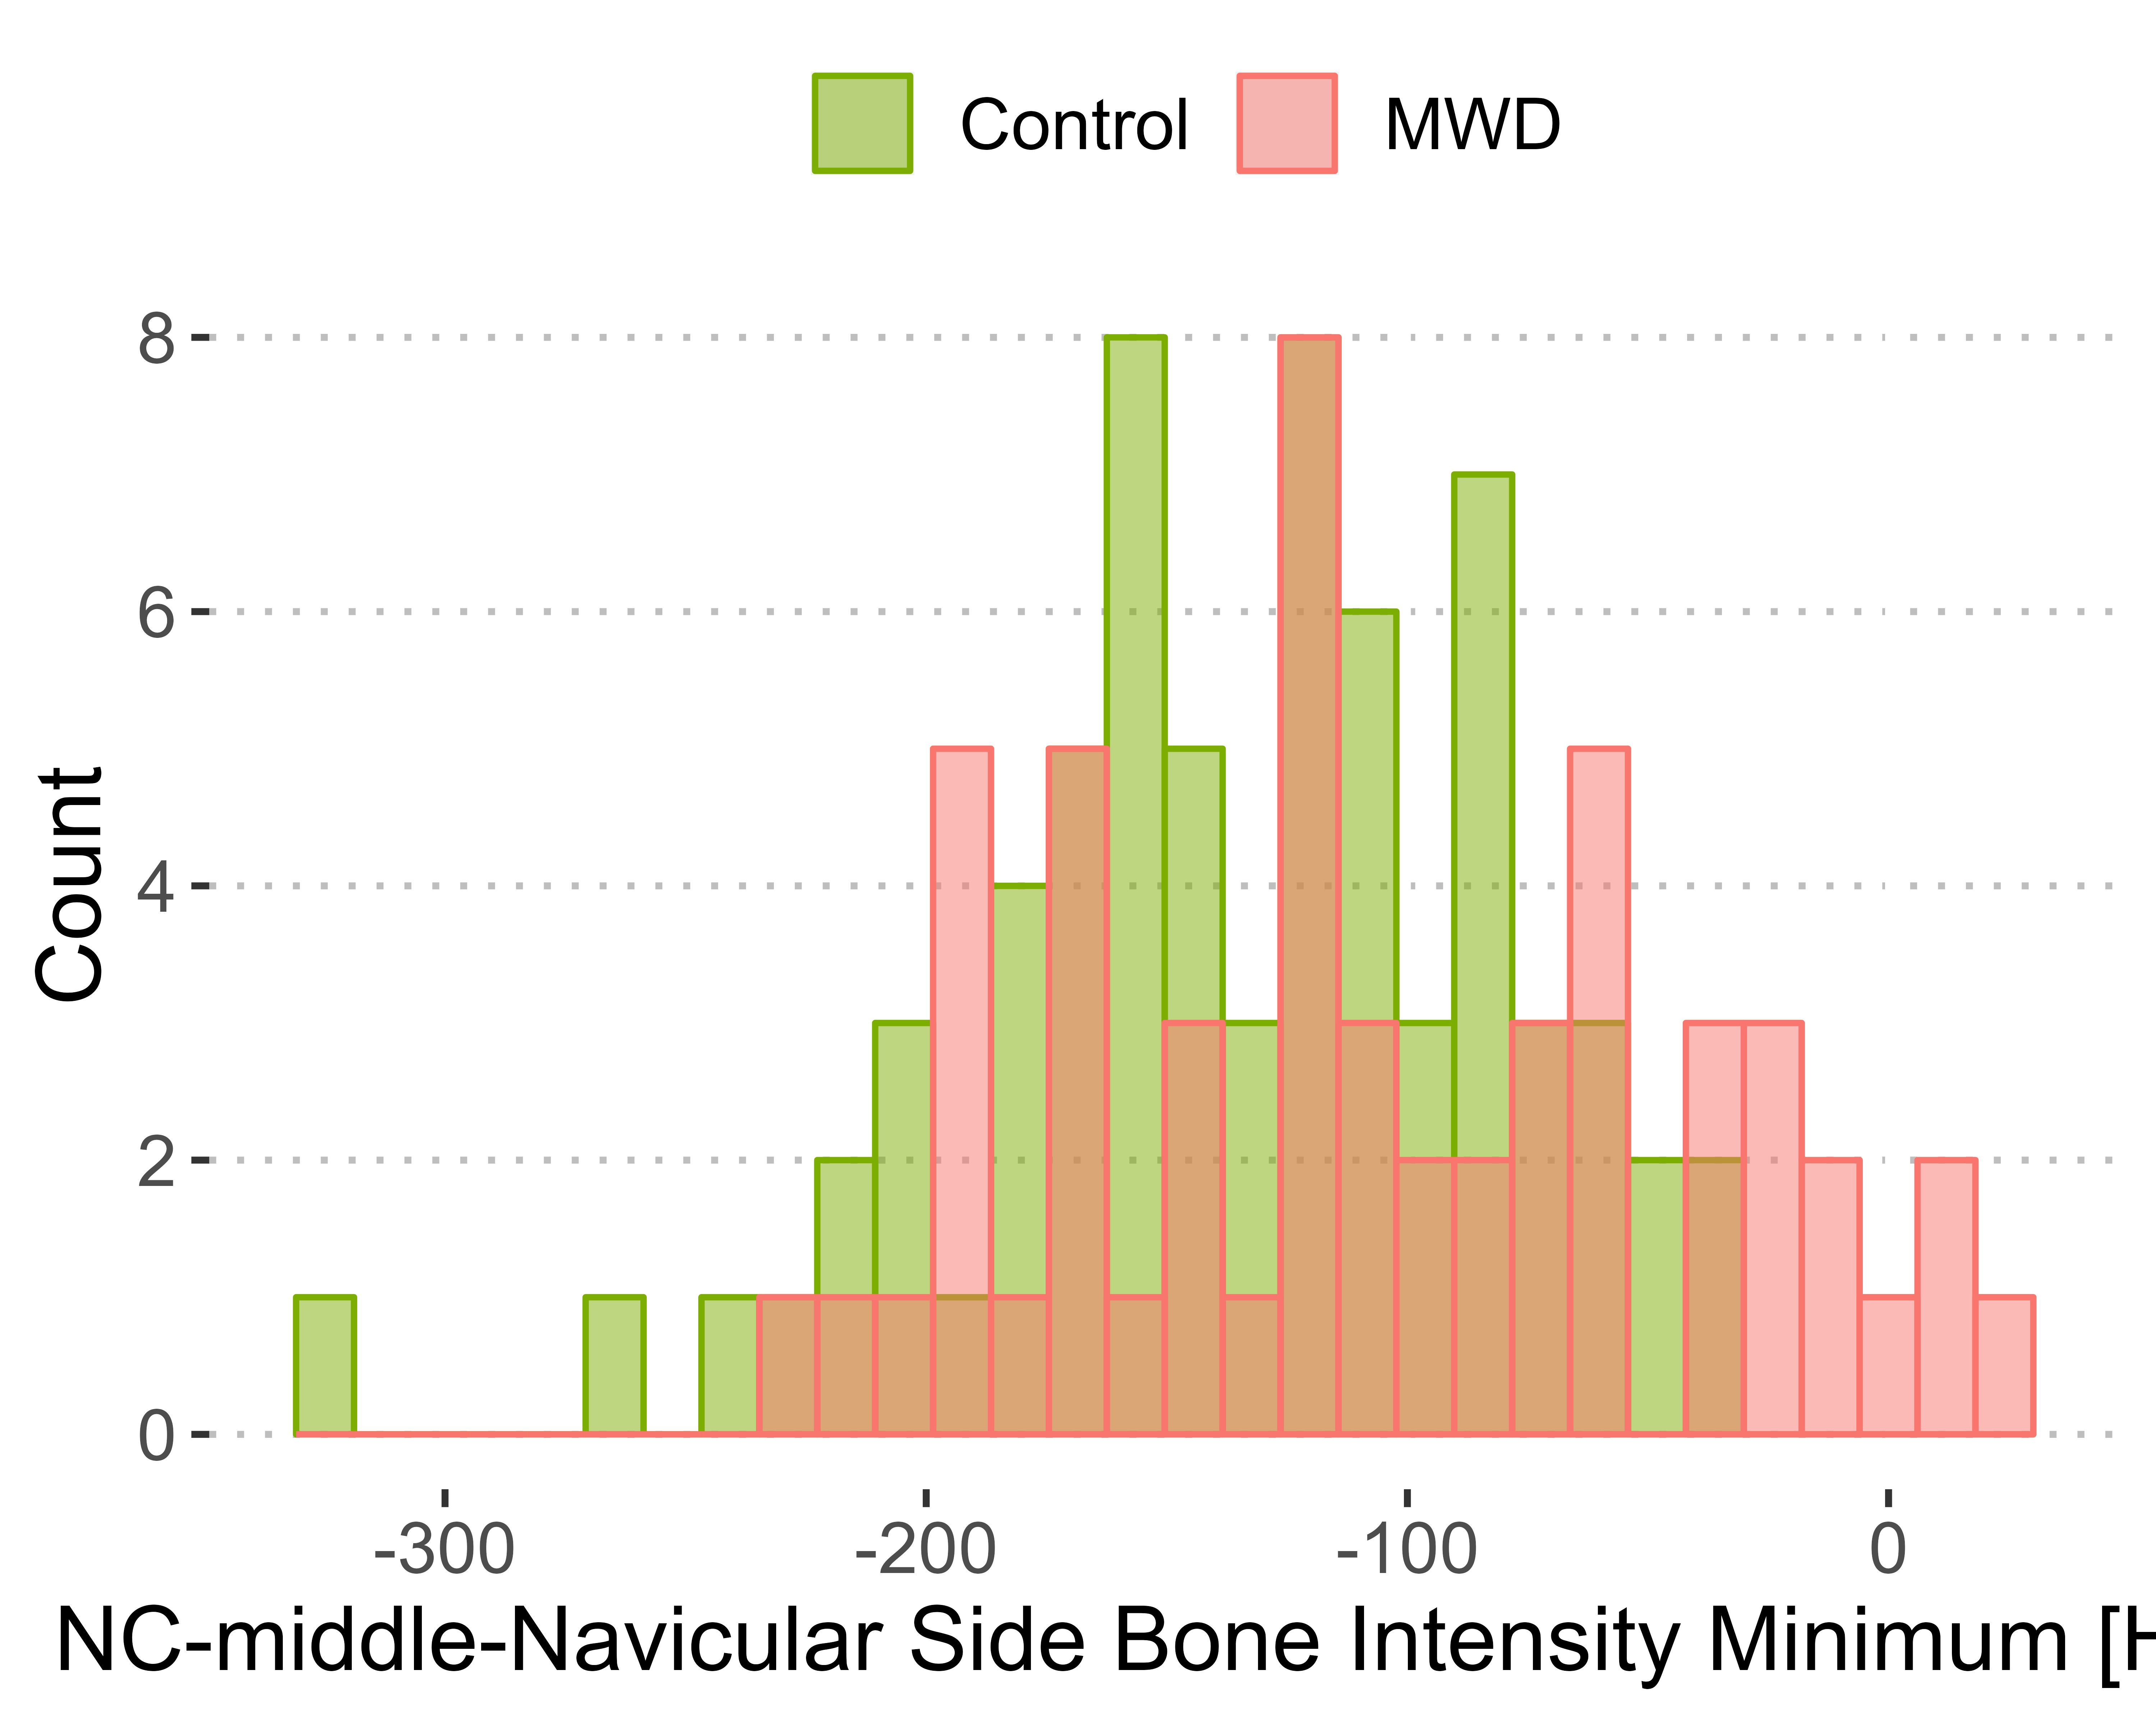 Control MWD
8
6
4
2
0
Count
-300 -200 -100 0
NC-middle-Navicular Side Bone Intensity Minimum [H